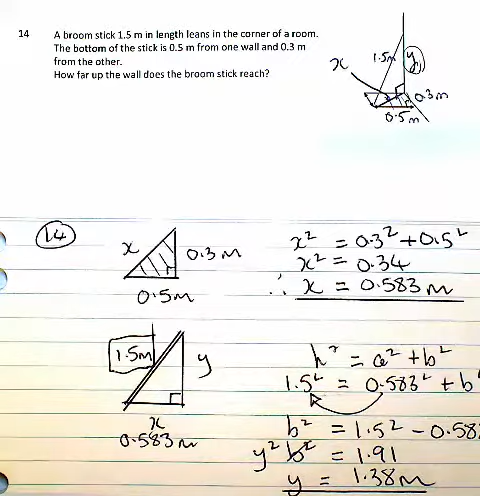 14 A broom stick 1.5 m in length leans in the corner of a room.
The bottom of the stick is 0.5 m from one wall and 0.3 m
from the other.
How far up the wall does the broom stick reach?
x 1.5m y
0.3m
0.5m
14
x 0.3m
0.5m
x² = 0.3² + 0.5²
x² = 0.34
∴ x = 0.583m
1.5m y
x
0.583m
h² = a² + b²
1.5² = 0.583² + b
b² = 1.5² - 0.58
y² b² = 1.91
y = 1.38m